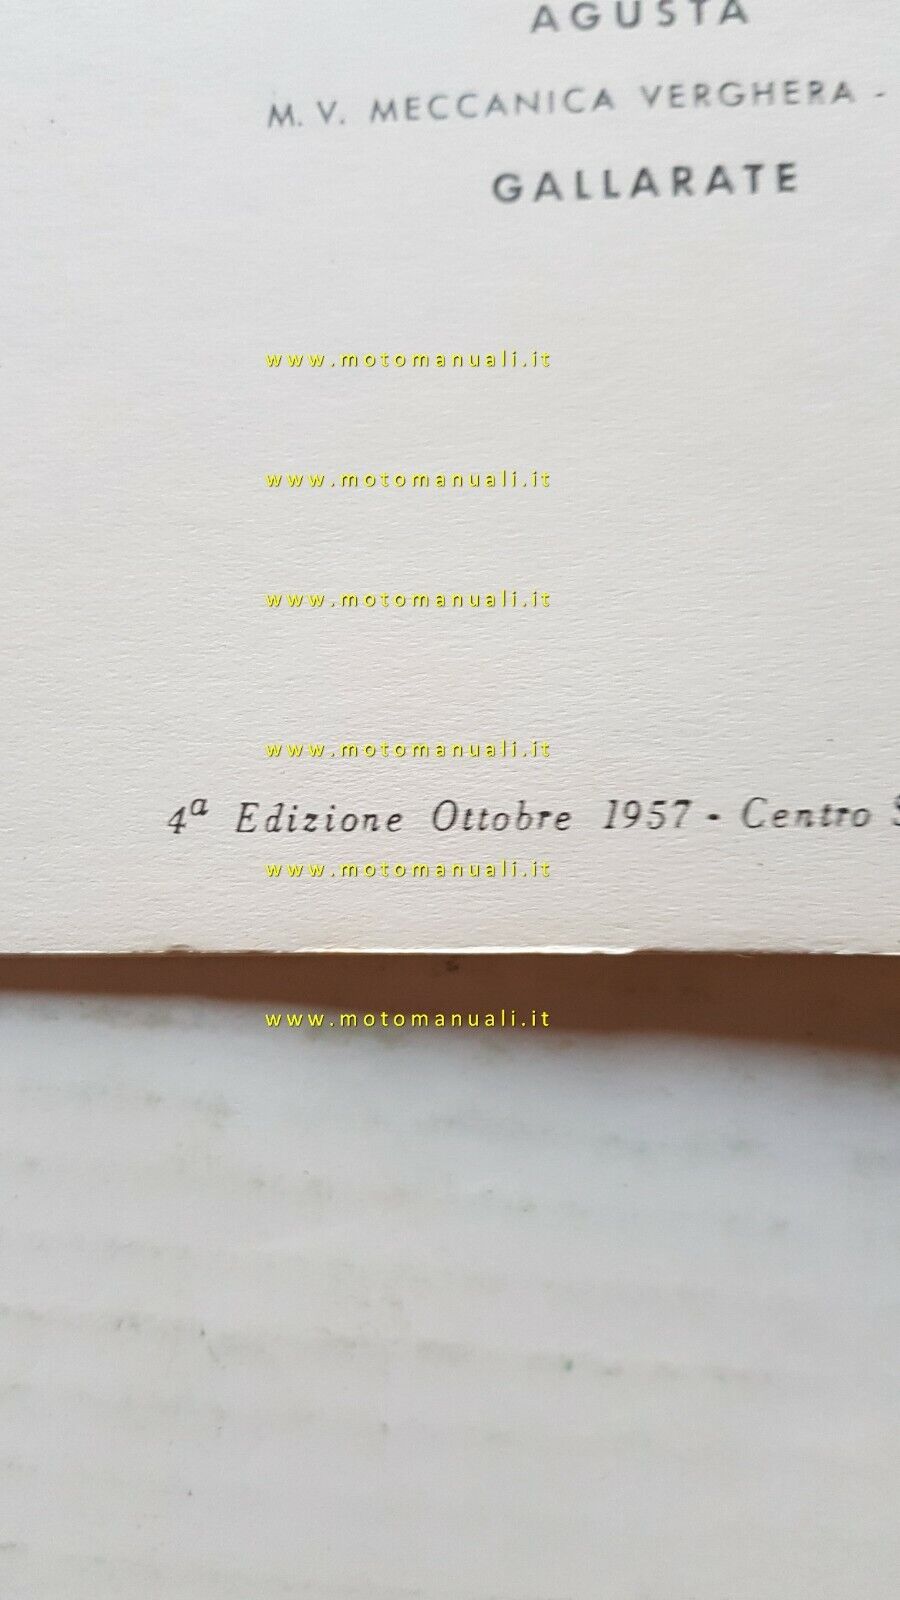 AGUSTA
M. V. MECCANICA VERGHERA -
GALLARATE
www.motomanuali.it
www.motomanuali.it
www.motomanuali.it
www.motomanuali.it
4ª Edizione Ottobre 1957 - Centro
www.motomanuali.it
www.motomanuali.it